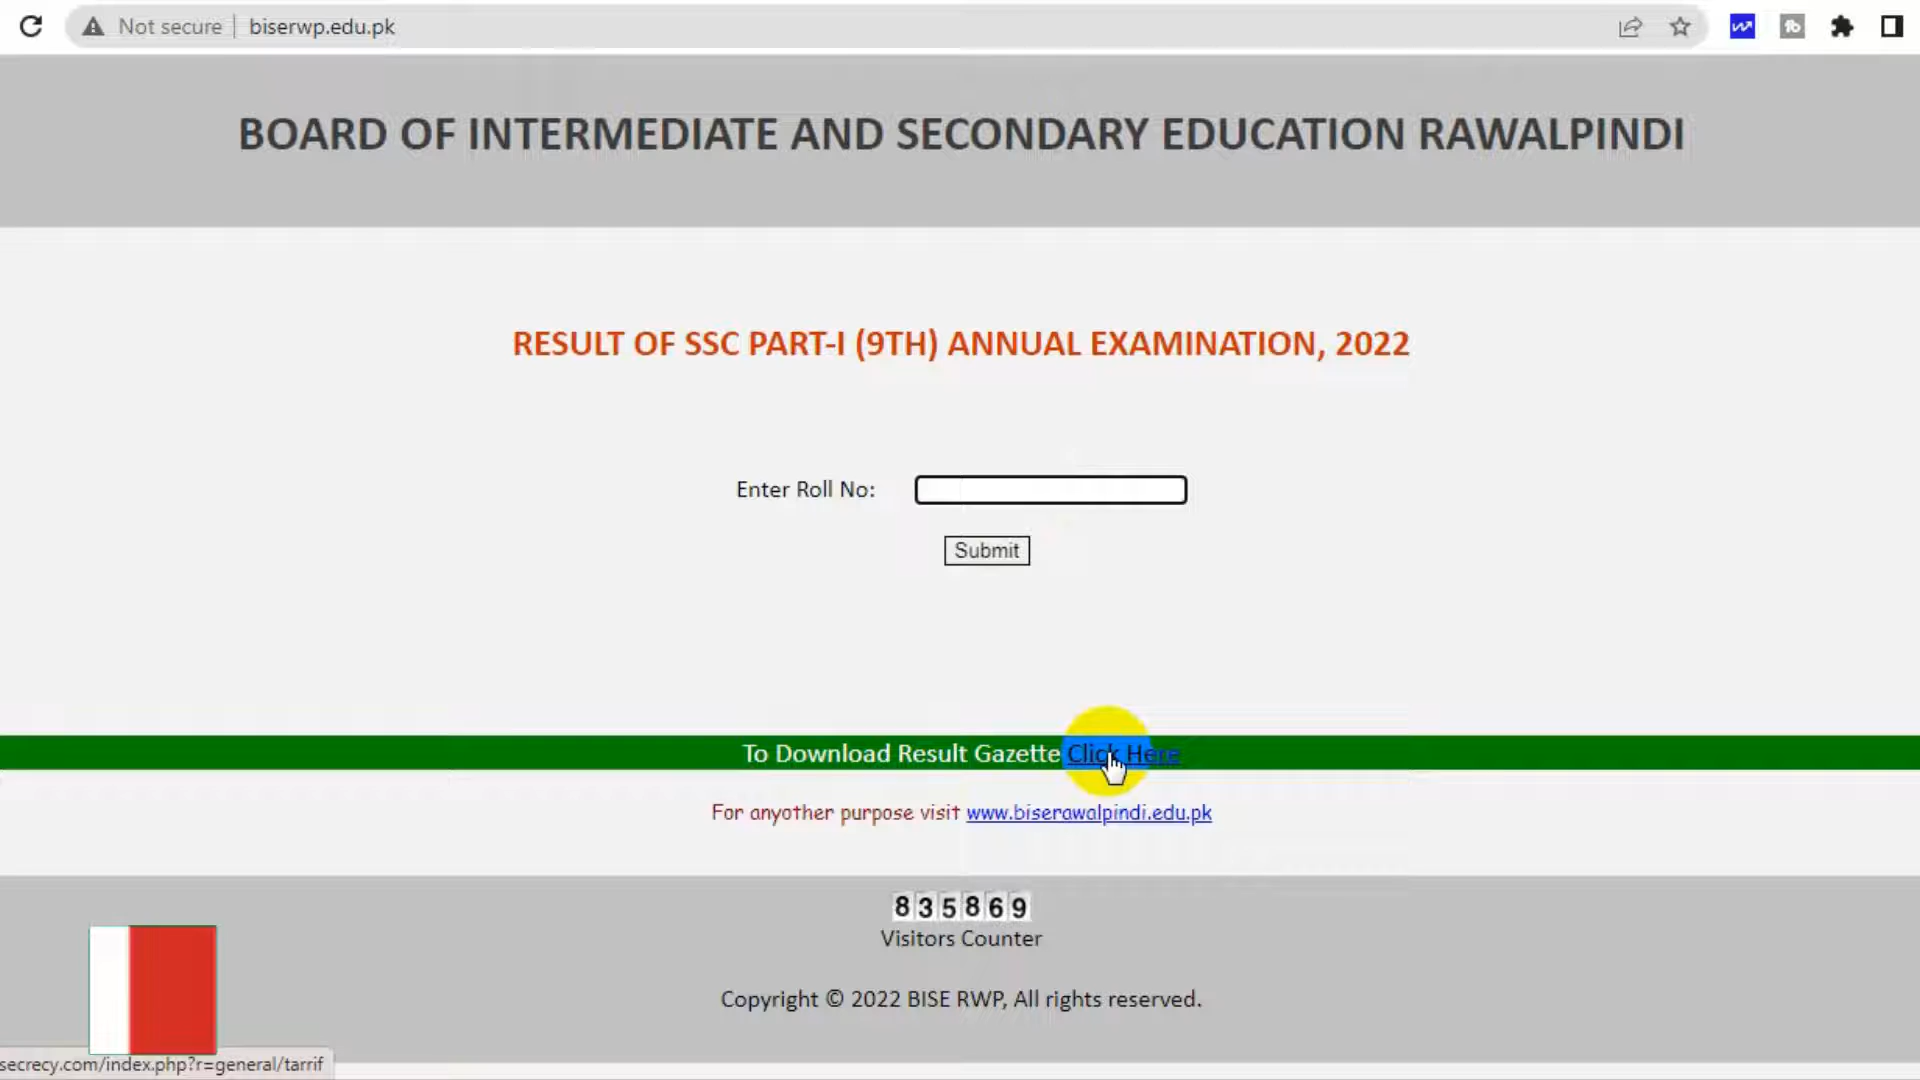 Not secure | biserwp.edu.pk
BOARD OF INTERMEDIATE AND SECONDARY EDUCATION RAWALPINDI
RESULT OF SSC PART-I (9TH) ANNUAL EXAMINATION, 2022
Enter Roll No:
Submit
To Download Result Gazette Click Here
For anyother purpose visit www.biserawalpindi.edu.pk
835869
Visitors Counter
Copyright © 2022 BISE RWP, All rights reserved.
secrecy.com/index.php?r=general/tarrif